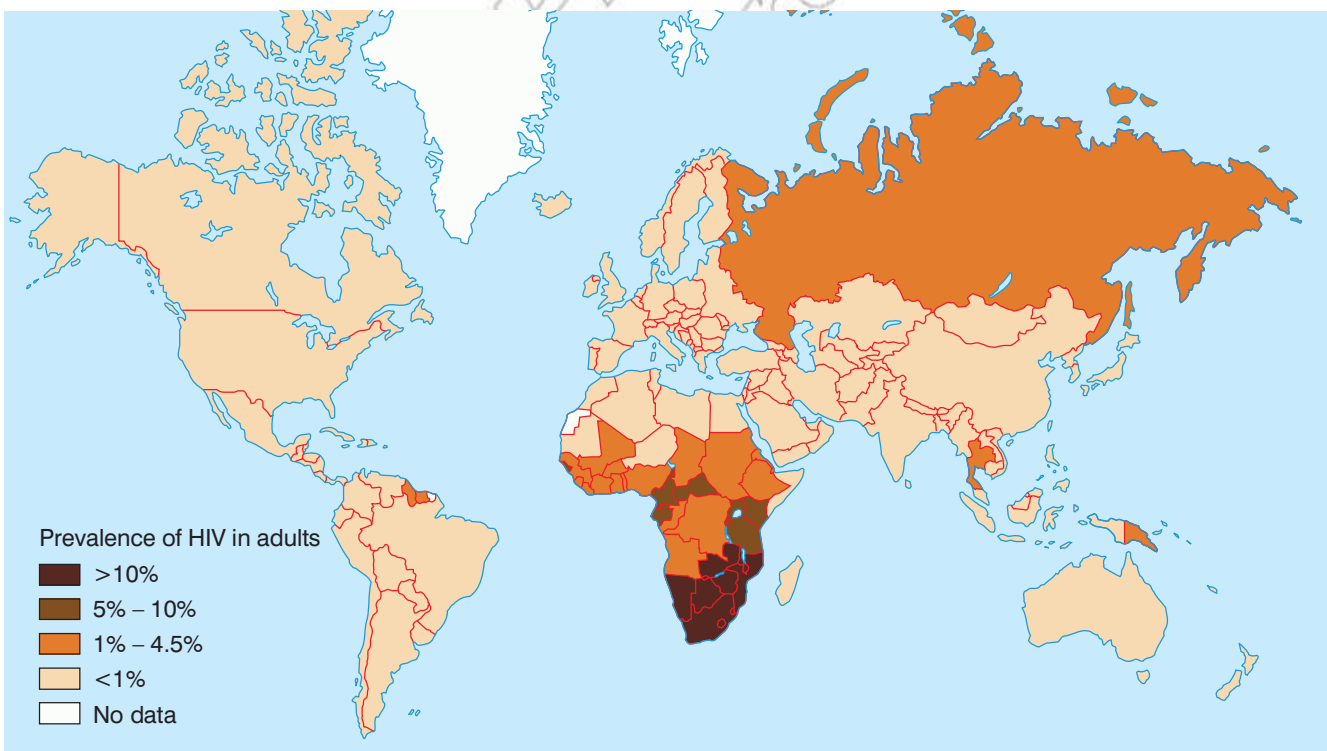 Prevalence of HIV in adults
>10%
5% – 10%
1% – 4.5%
<1%
No data